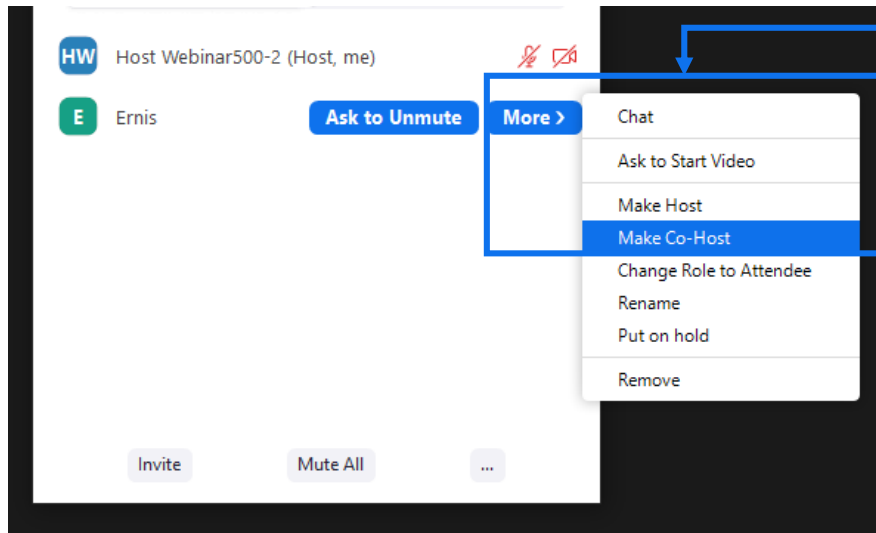 HW Host Webinar500-2 (Host, me)
E Ernis Ask to Unmute More >
Chat
Ask to Start Video
Make Host
Make Co-Host
Change Role to Attendee
Rename
Put on hold
Remove
Invite Mute All ...